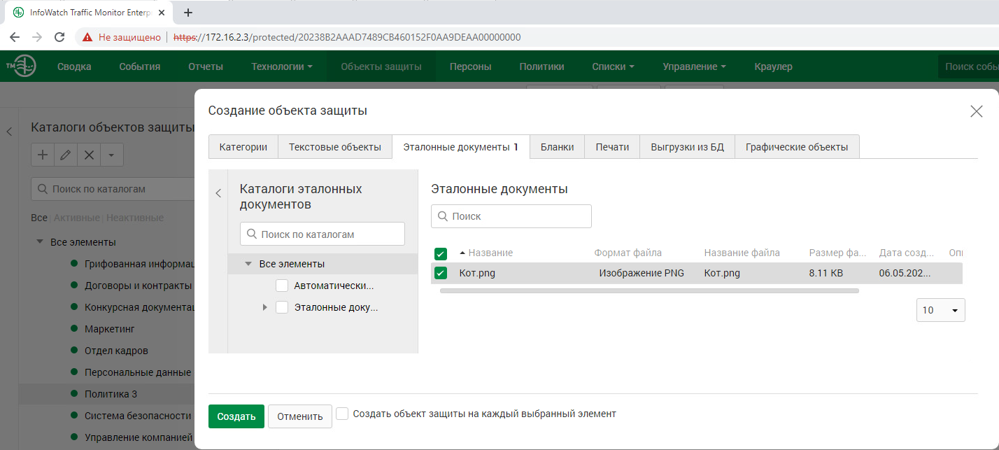 InfoWatch Traffic Monitor Enterp
Не защищено https://172.16.2.3/protected/20238B2AAAD7489CB460152F0AA9DEAA00000000
TM Сводка События Отчеты Технологии Объекты защиты Персоны Политики Списки Управление Краулер Поиск собы
Создание объекта защиты
Каталоги объектов защиты
Поиск по каталогам
Все | Активные | Неактивные
Все элементы
Грифованная информац
Договоры и контракты
Конкурсная документац
Маркетинг
Отдел кадров
Персональные данные
Политика 3
Система безопасности
Управление компанией
Категории Текстовые объекты Эталонные документы 1 Бланки Печати Выгрузки из БД Графические объекты
Каталоги эталонных
документов
Поиск по каталогам
Все элементы
Автоматически...
Эталонные доку...
Эталонные документы
Поиск
Название Формат файла Название файла Размер фа... Дата созд... Опи
Кот.png Изображение PNG Кот.png 8.11 KB 06.05.202...
10
Создать Отменить Создать объект защиты на каждый выбранный элемент